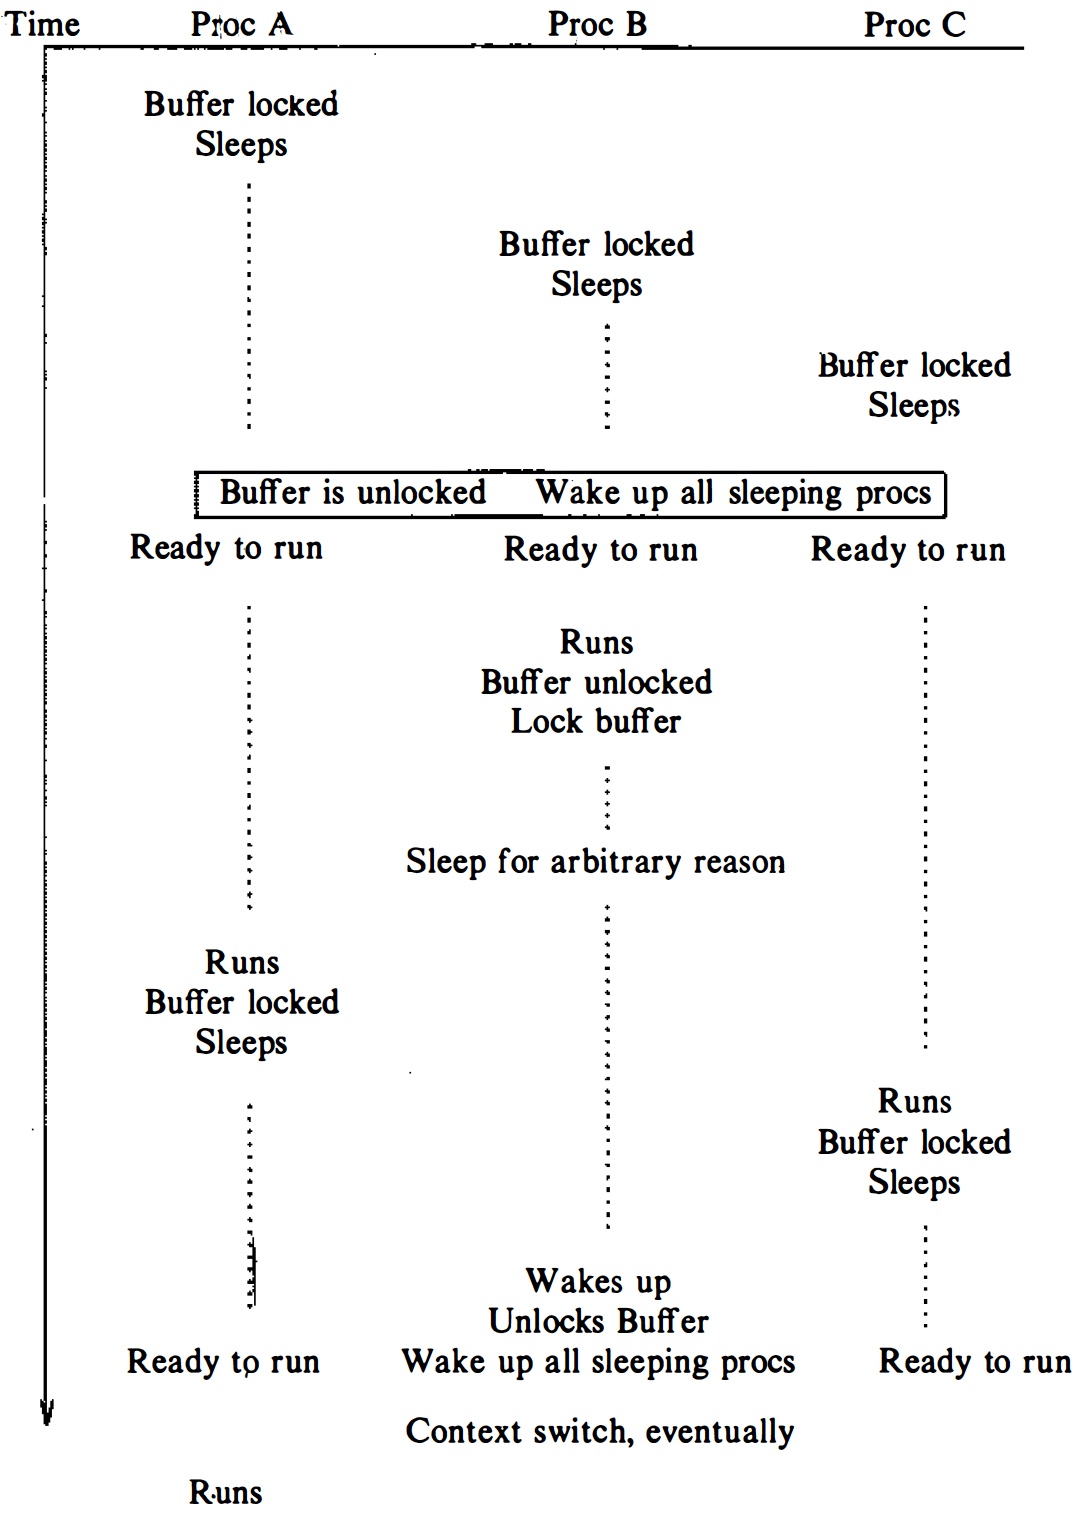 Time Proc A Proc B Proc C
Buffer locked
Sleeps
Buffer locked
Sleeps
Buffer locked
Sleeps
Buffer is unlocked Wake up all sleeping procs
Ready to run Ready to run Ready to run
Runs
Buffer unlocked
Lock buffer
Sleep for arbitrary reason
Runs
Buffer locked
Sleeps
Runs
Buffer locked
Sleeps
Wakes up
Unlocks Buffer
Ready to run Wake up all sleeping procs Ready to run
Context switch, eventually
Runs